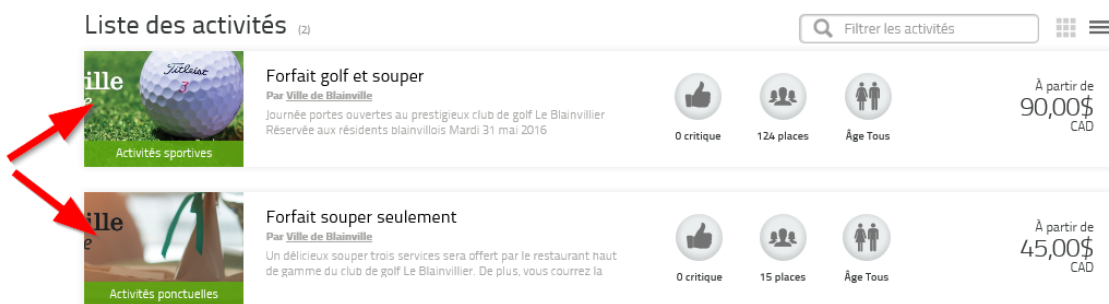 Liste des activités (2)
Filtrer les activités
ille
Titleist
3
Activités sportives
Forfait golf et souper
Par Ville de Blainville
Journée portes ouvertes au prestigieux club de golf Le Blainvillier
Réservée aux résidents blainvillois Mardi 31 mai 2016
0 critique
124 places
Âge Tous
À partir de
90,00$
CAD
ille
e
Activités ponctuelles
Forfait souper seulement
Par Ville de Blainville
Un délicieux souper trois services sera offert par le restaurant haut
de gamme du club de golf Le Blainvillier. De plus, vous courrez la
0 critique
15 places
Âge Tous
À partir de
45,00$
CAD